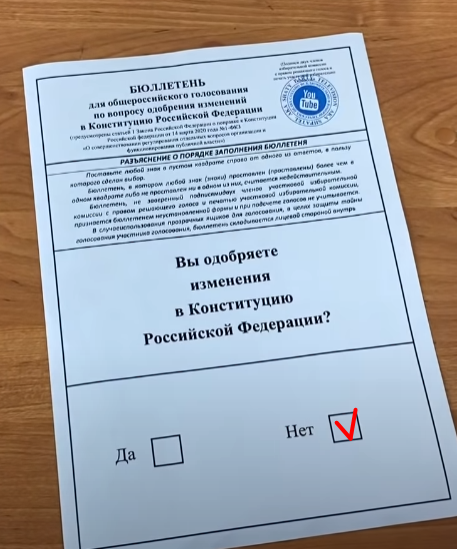 БЮЛЛЕТЕНЬ
для общероссийского голосования
по вопросу одобрения изменений
в Конституцию Российской Федерации
(предусмотрены статьей 1 Закона Российской Федерации о поправке к Конституции
Российской Федерации от 14 марта 2020 года №1-ФКЗ
«О совершенствовании регулирования отдельных вопросов организации и
функционирования публичной власти»)
You
Tube
РАЗЪЯСНЕНИЕ О ПОРЯДКЕ ЗАПОЛНЕНИЯ БЮЛЛЕТЕНЯ
Поставьте любой знак в пустом квадрате справа от одного из ответов, в пользу
которого сделан выбор.
Бюллетень, в котором любой знак (знаки) проставлен (проставлены) более чем в
одном квадрате либо не проставлен ни в одном из них, считается недействительным.
Бюллетень, не заверенный подписями двух членов участковой избирательной
комиссии с правом решающего голоса и печатью участковой избирательной комиссии,
признается бюллетенем неустановленной формы и при подсчете голосов не учитывается.
В случае использования прозрачных ящиков для голосования, в целях защиты тайны
голосования участника голосования, бюллетень складывается лицевой стороной внутрь
Вы одобряете
изменения
в Конституцию
Российской Федерации?
Да
Нет